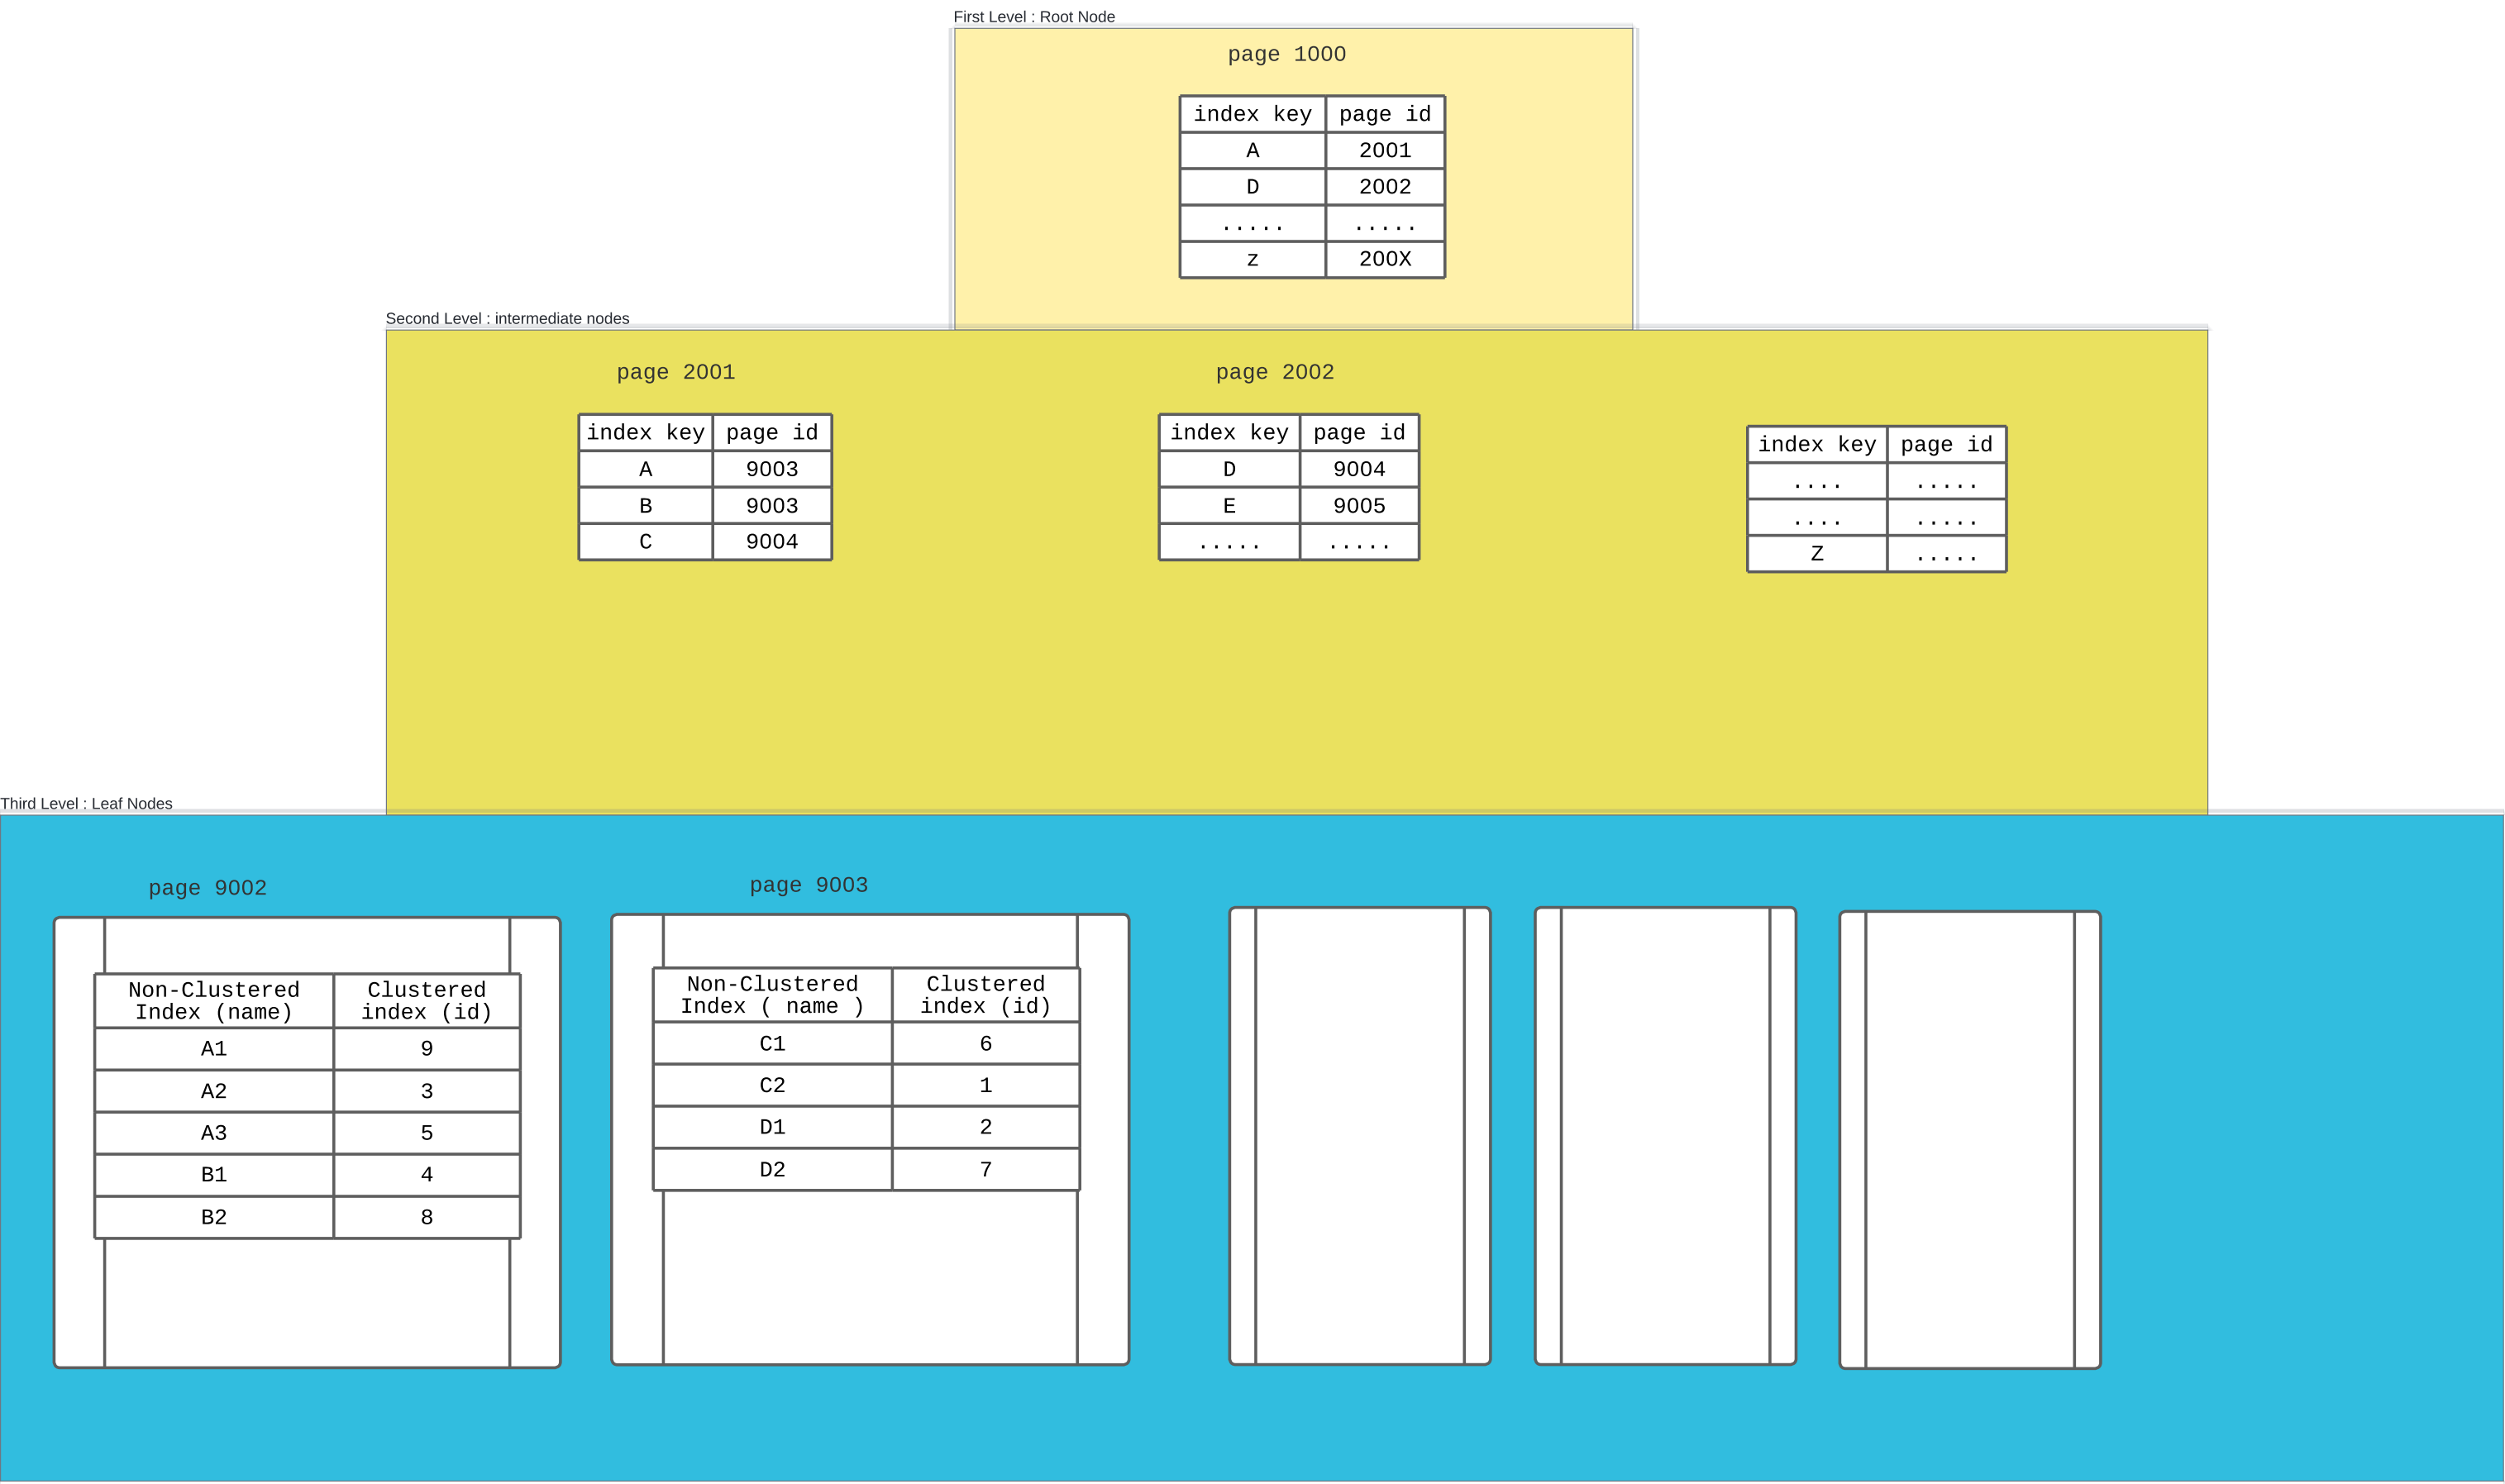 First Level : Root Node
page 1000
index key page id
A 2001
D 2002
..... .....
z 200X
Second Level : intermediate nodes
page 2001
index key page id
A 9003
B 9003
C 9004
page 2002
index key page id
D 9004
E 9005
..... .....
index key page id
.... .....
.... .....
Z .....
Third Level : Leaf Nodes
page 9002
Non-Clustered Clustered
Index (name) index (id)
A1 9
A2 3
A3 5
B1 4
B2 8
page 9003
Non-Clustered Clustered
Index ( name ) index (id)
C1 6
C2 1
D1 2
D2 7